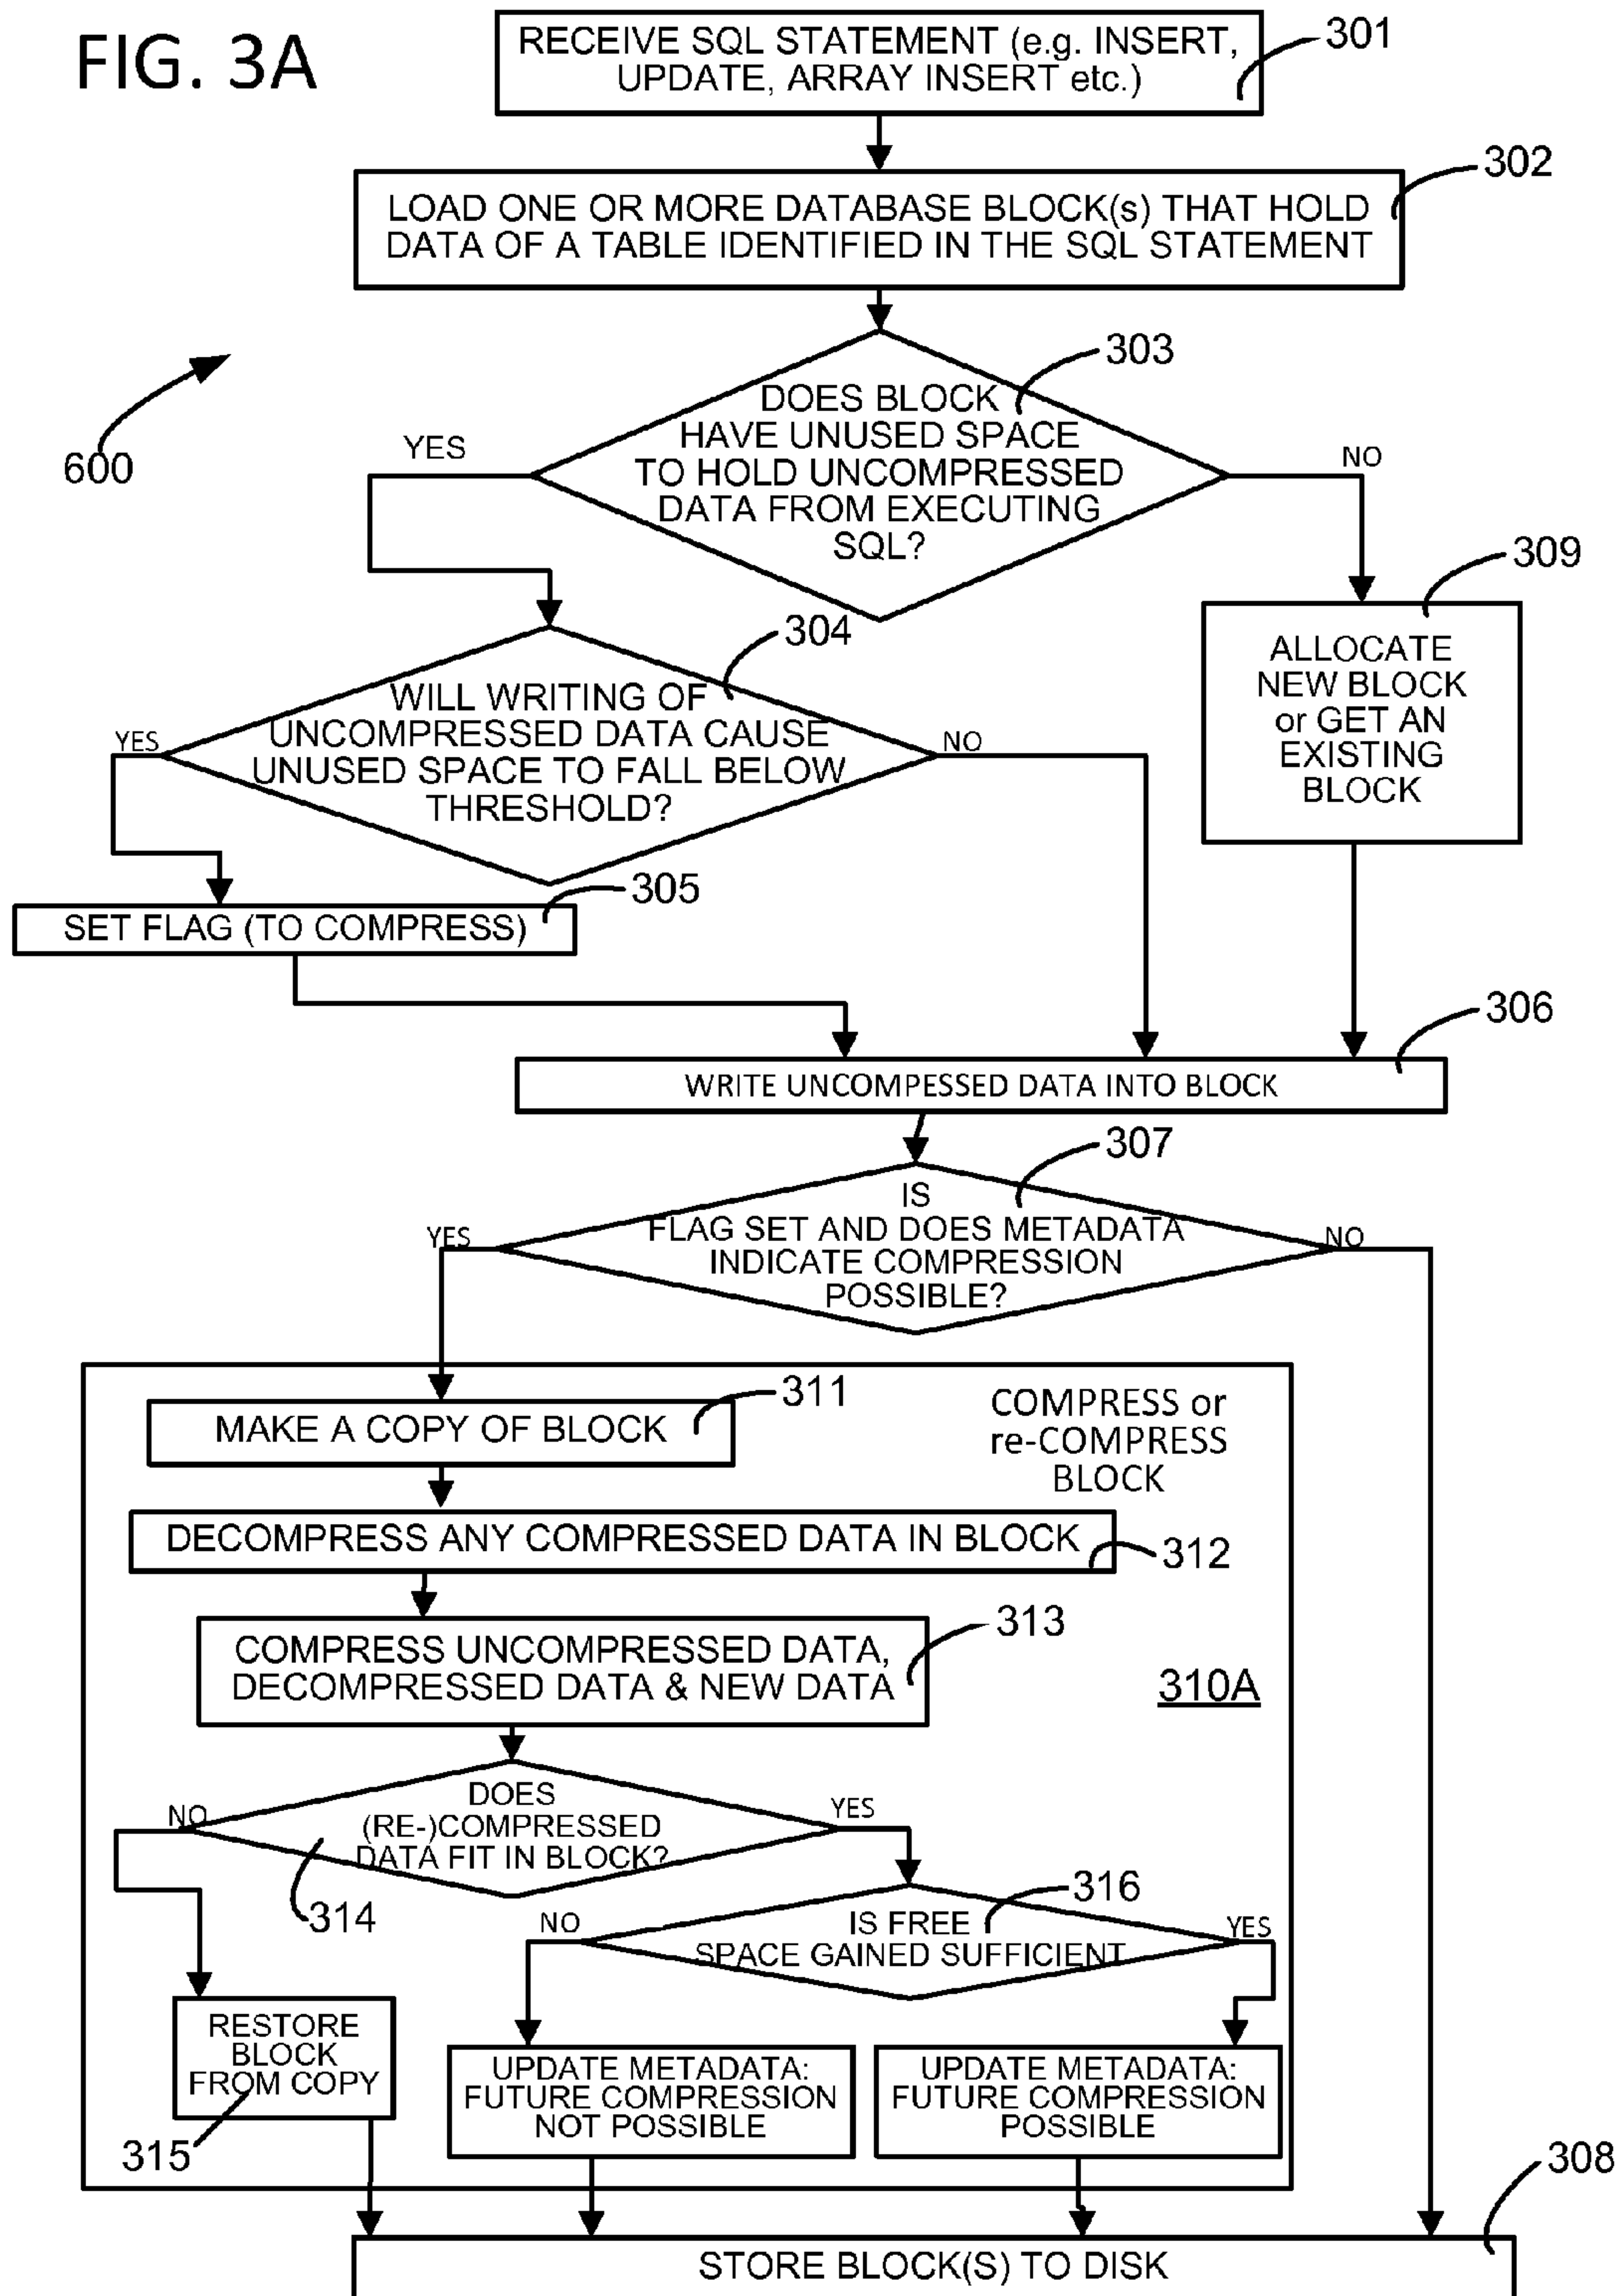 FIG. 3A
RECEIVE SQL STATEMENT (e.g. INSERT,
UPDATE, ARRAY INSERT etc.)
301
302
LOAD ONE OR MORE DATABASE BLOCK(s) THAT HOLD
DATA OF A TABLE IDENTIFIED IN THE SQL STATEMENT
303
600
DOES BLOCK
HAVE UNUSED SPACE
TO HOLD UNCOMPRESSED
DATA FROM EXECUTING
SQL?
YES
NO
309
ALLOCATE
NEW BLOCK
or GET AN
EXISTING
BLOCK
304
WILL WRITING OF
UNCOMPRESSED DATA CAUSE
UNUSED SPACE TO FALL BELOW
THRESHOLD?
YES
NO
305
SET FLAG (TO COMPRESS)
306
WRITE UNCOMPESSED DATA INTO BLOCK
307
IS
FLAG SET AND DOES METADATA
INDICATE COMPRESSION
POSSIBLE?
YES
NO
311
MAKE A COPY OF BLOCK
COMPRESS or
re-COMPRESS
BLOCK
DECOMPRESS ANY COMPRESSED DATA IN BLOCK
312
313
COMPRESS UNCOMPRESSED DATA,
DECOMPRESSED DATA & NEW DATA
310A
DOES
(RE-)COMPRESSED
DATA FIT IN BLOCK?
NO
YES
314
316
IS FREE
SPACE GAINED SUFFICIENT
NO
YES
RESTORE
BLOCK
FROM COPY
315
UPDATE METADATA:
FUTURE COMPRESSION
NOT POSSIBLE
UPDATE METADATA:
FUTURE COMPRESSION
POSSIBLE
308
STORE BLOCK(S) TO DISK